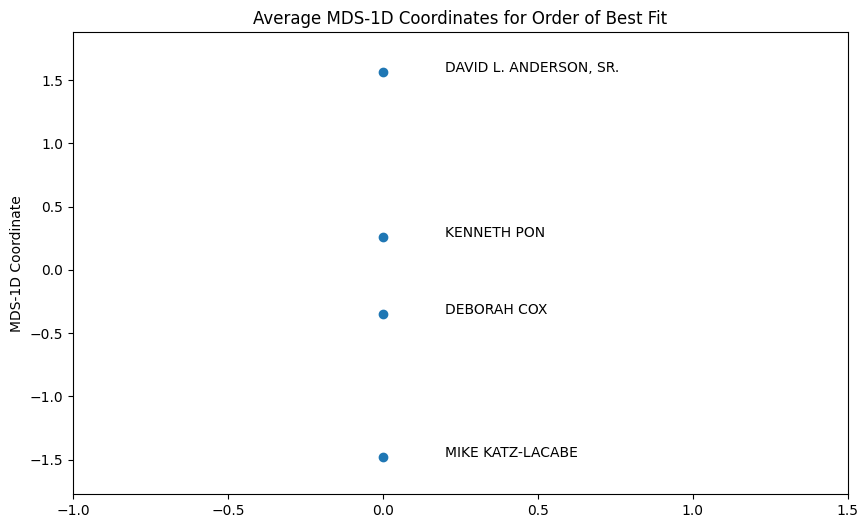 Average MDS-1D Coordinates for Order of Best Fit
MDS-1D Coordinate
1.5
1.0
0.5
0.0
−0.5
−1.0
−1.5
DAVID L. ANDERSON, SR.
KENNETH PON
DEBORAH COX
MIKE KATZ-LACABE
−1.0 −0.5 0.0 0.5 1.0 1.5